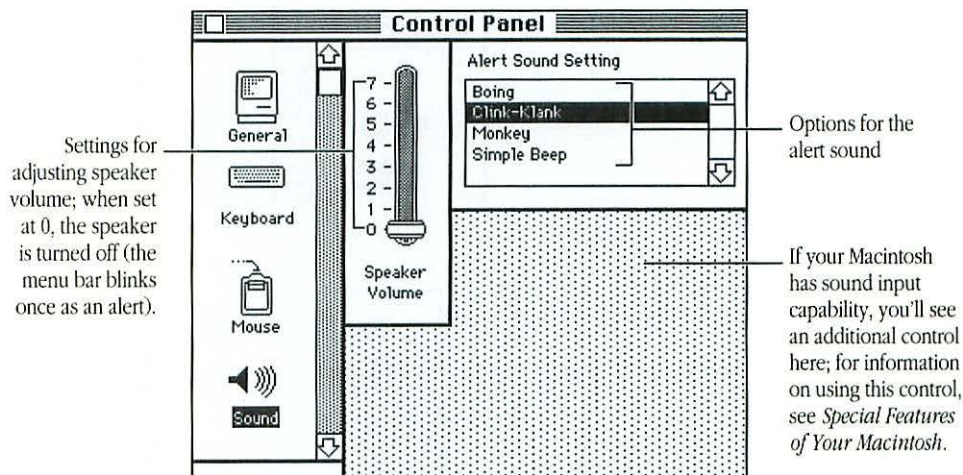 Control Panel
General
Keyboard
Mouse
Sound
7
6
5
4
3
2
1
0
Speaker
Volume
Alert Sound Setting
Boing
Clink-Klank
Monkey
Simple Beep
Settings for
adjusting speaker
volume; when set
at 0, the speaker
is turned off (the
menu bar blinks
once as an alert).
Options for the
alert sound
If your Macintosh
has sound input
capability, you'll see
an additional control
here; for information
on using this control,
see Special Features
of Your Macintosh.